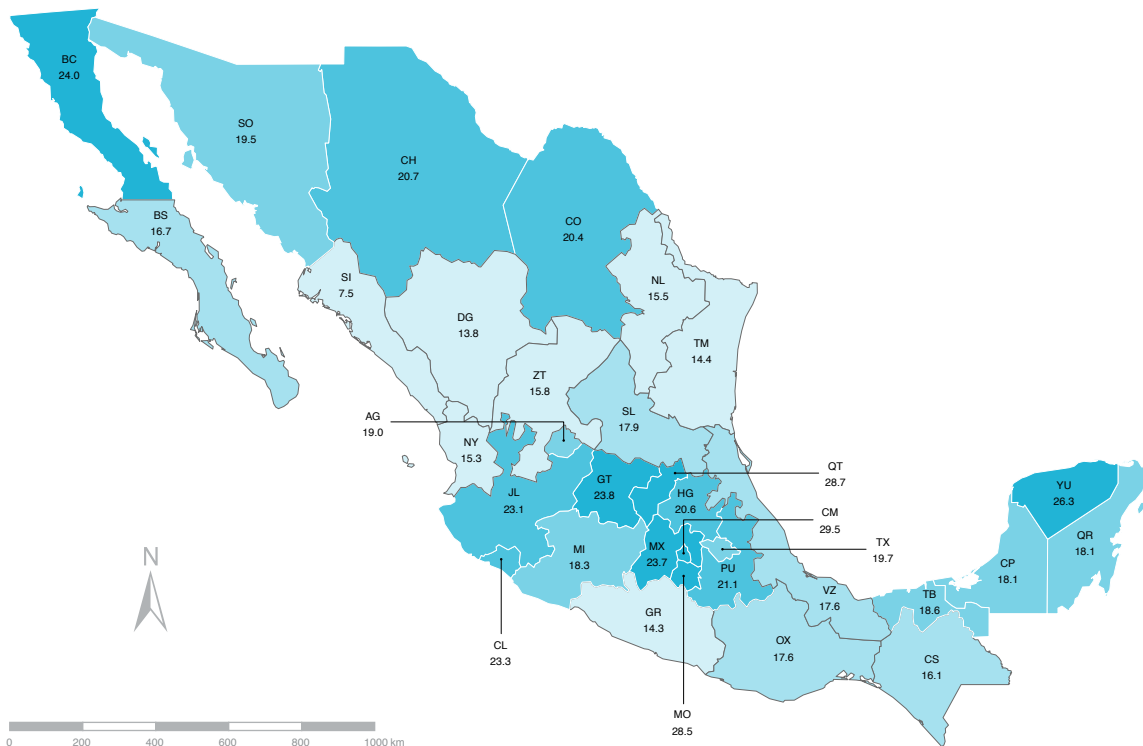 BC
24.0
SO
19.5
CH
20.7
BS
16.7
CO
20.4
SI
7.5
NL
15.5
DG
13.8
TM
14.4
ZT
15.8
AG
19.0
SL
17.9
NY
15.3
QT
28.7
GT
23.8
JL
23.1
HG
20.6
YU
26.3
CM
29.5
QR
18.1
TX
19.7
MX
23.7
MI
18.3
CP
18.1
PU
21.1
VZ
17.6
TB
18.6
GR
14.3
OX
17.6
CS
16.1
CL
23.3
MO
28.5
N
0 200 400 600 800 1000 km